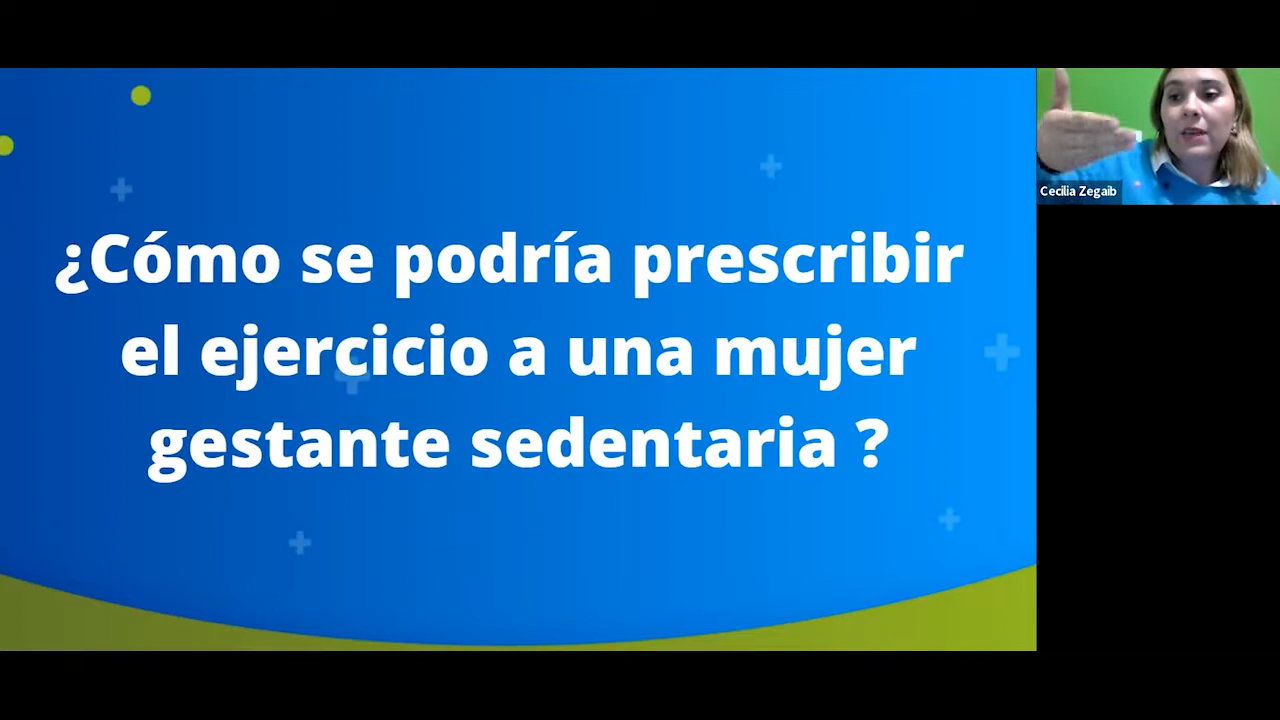 ¿Cómo se podría prescribir
el ejercicio a una mujer
gestante sedentaria ?
Cecilia Zegaib